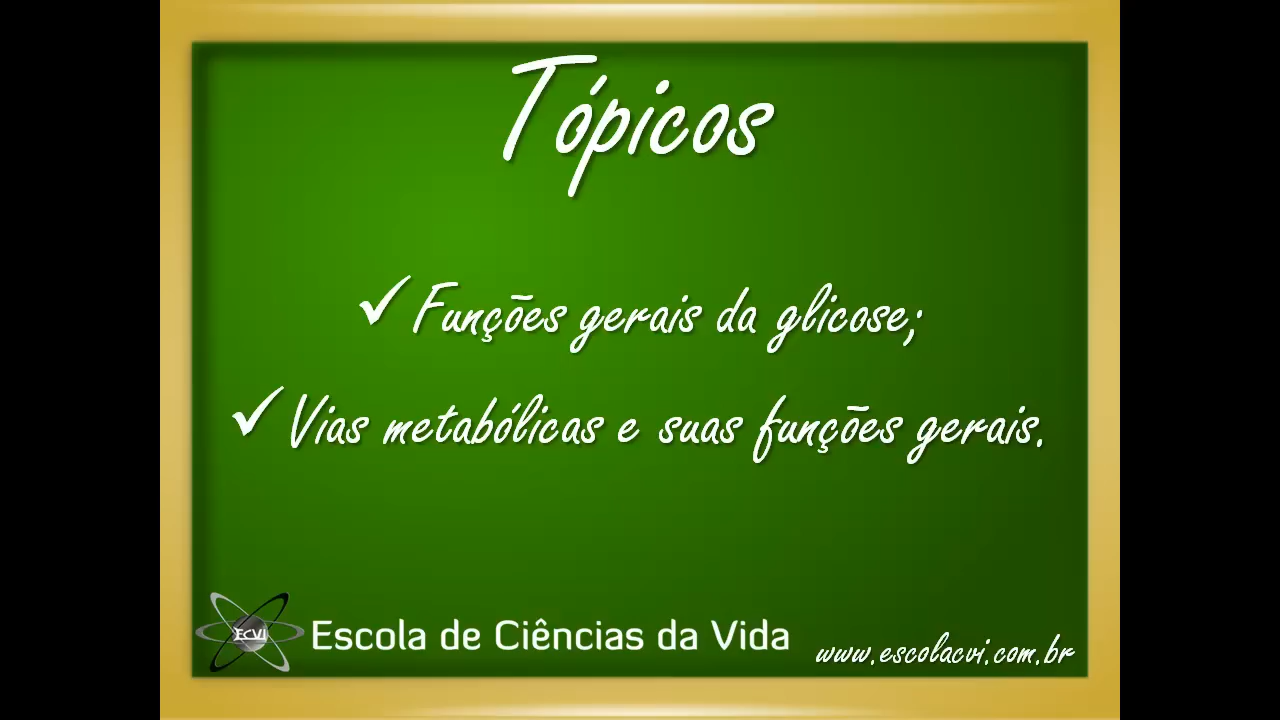 Tópicos
✓ Funções gerais da glicose;
✓ Vias metabólicas e suas funções gerais.
ECVI Escola de Ciências da Vida
www.escolacvi.com.br